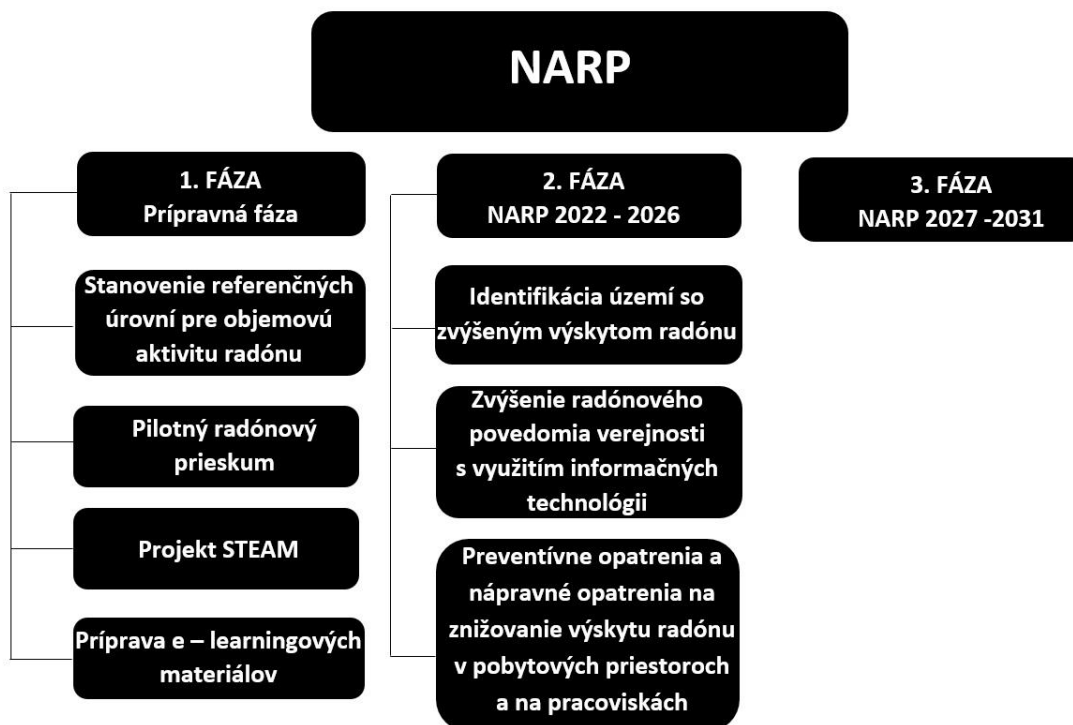 NARP
1. FÁZA
Prípravná fáza
Stanovenie referenčných
úrovní pre objemovú
aktivitu radónu
Pilotný radónový
prieskum
Projekt STEAM
Príprava e – learningových
materiálov
2. FÁZA
NARP 2022 - 2026
Identifikácia území so
zvýšeným výskytom radónu
Zvýšenie radónového
povedomia verejnosti
s využitím informačných
technológii
Preventívne opatrenia a
nápravné opatrenia na
znižovanie výskytu radónu
v pobytových priestoroch
a na pracoviskách
3. FÁZA
NARP 2027 -2031